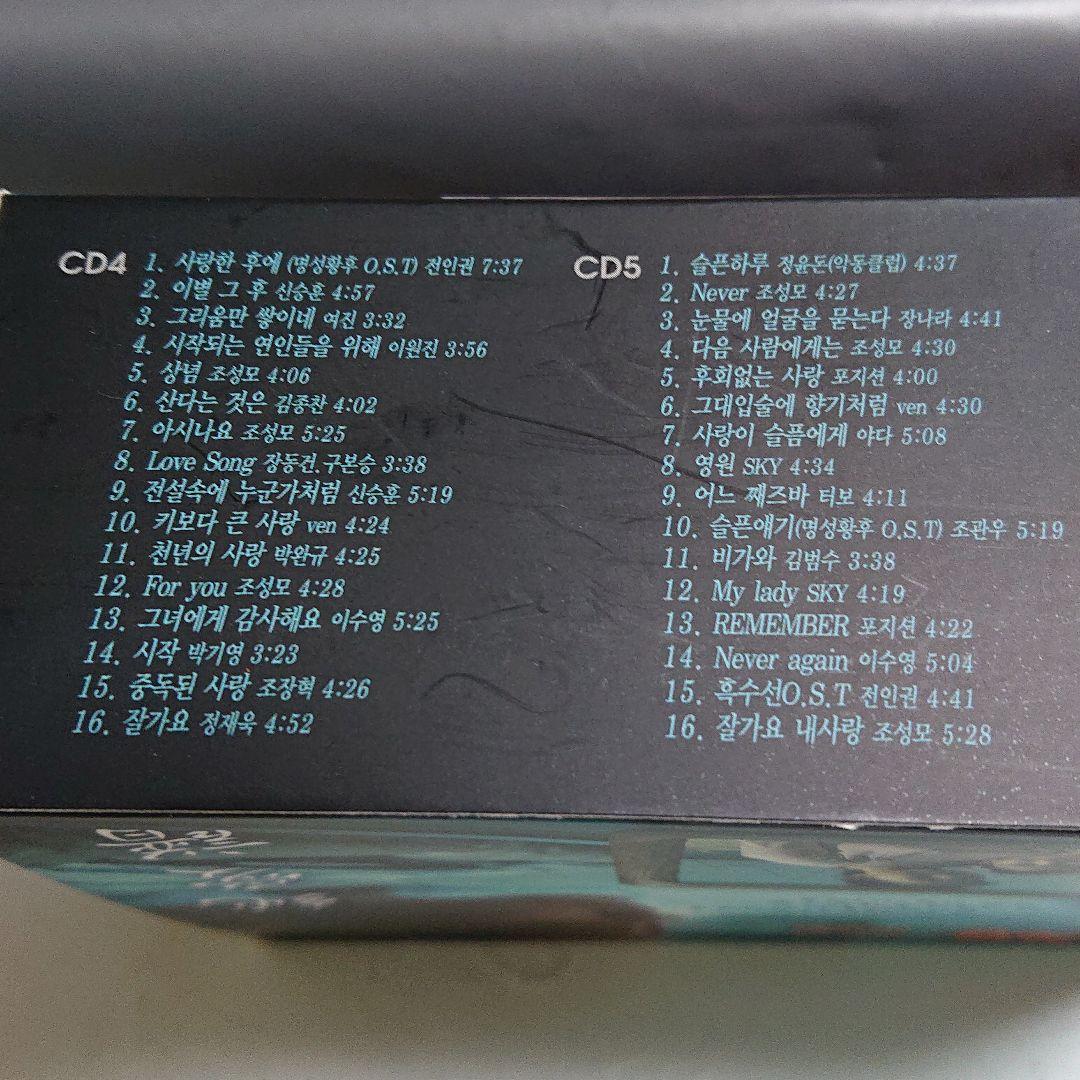 CD4
1. 사랑한 후에 (명성황후 O.S.T) 전인권 7:37
2. 이별 그 후 신승훈 4:57
3. 그리움만 쌓이네 여진 3:32
4. 시작되는 연인들을 위해 이원진 3:56
5. 상념 조성모 4:06
6. 산다는 것은 김종찬 4:02
7. 아시나요 조성모 5:25
8. Love Song 장동건.구본승 3:38
9. 전설속에 누군가처럼 신승훈 5:19
10. 키보다 큰 사랑 ven 4:24
11. 천년의 사랑 박완규 4:25
12. For you 조성모 4:28
13. 그녀에게 감사해요 이수영 5:25
14. 시작 박기영 3:23
15. 중독된 사랑 조장혁 4:26
16. 잘가요 정재욱 4:52
CD5
1. 슬픈하루 정윤돈(악동클럽) 4:37
2. Never 조성모 4:27
3. 눈물에 얼굴을 묻는다 장나라 4:41
4. 다음 사람에게는 조성모 4:30
5. 후회없는 사랑 포지션 4:00
6. 그대입술에 향기처럼 ven 4:30
7. 사랑이 슬픔에게 야다 5:08
8. 영원 SKY 4:34
9. 어느 째즈바 터보 4:11
10. 슬픈얘기(명성황후 O.S.T) 조관우 5:19
11. 비가와 김범수 3:38
12. My lady SKY 4:19
13. REMEMBER 포지션 4:22
14. Never again 이수영 5:04
15. 흑수선O.S.T 전인권 4:41
16. 잘가요 내사랑 조성모 5:28